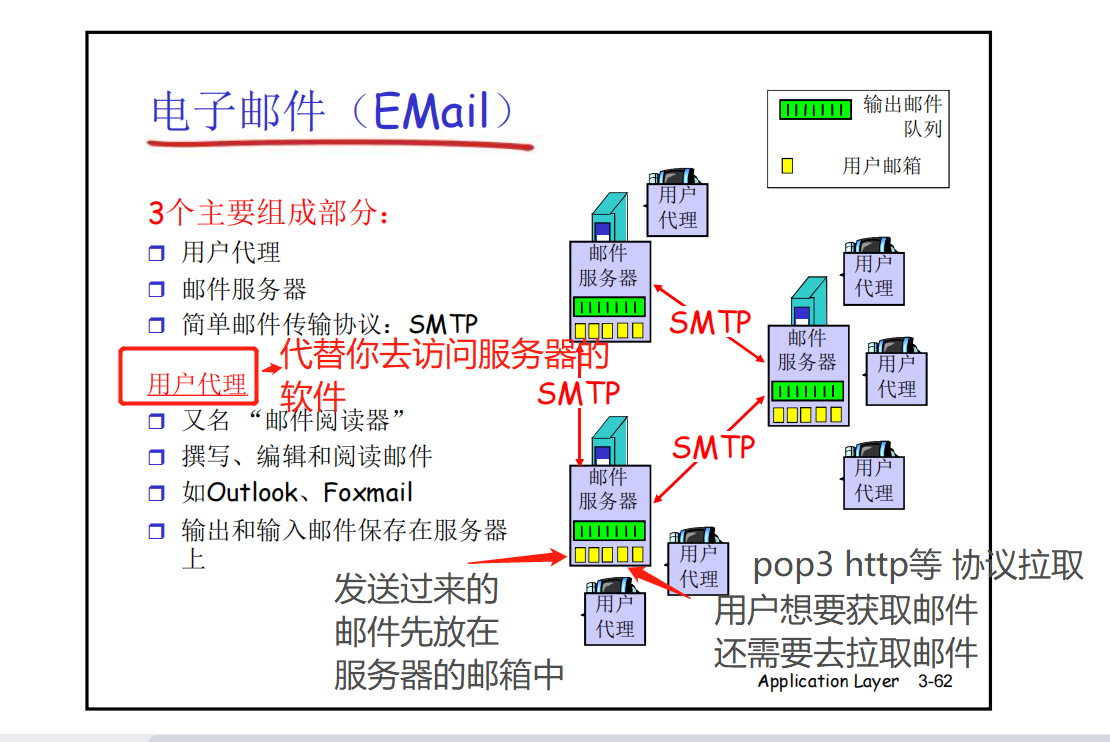 电子邮件（EMail）
输出邮件
队列
用户邮箱
3个主要组成部分：
用户代理
邮件服务器
简单邮件传输协议：SMTP
用户代理
代替你去访问服务器的
软件
又名 “邮件阅读器”
撰写、编辑和阅读邮件
如Outlook、Foxmail
输出和输入邮件保存在服务器
上
用户
代理
邮件
服务器
用户
代理
SMTP
邮件
服务器
用户
代理
SMTP
SMTP
用户
代理
邮件
服务器
用户
代理
用户
代理
发送过来的
邮件先放在
服务器的邮箱中
pop3 http等 协议拉取
用户想要获取邮件
还需要去拉取邮件
Application Layer 3-62